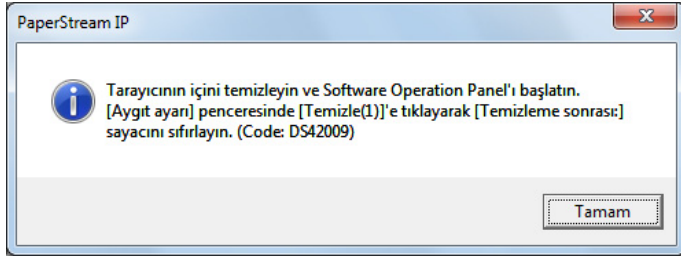 PaperStream IP
Tarayıcının içini temizleyin ve Software Operation Panel'ı başlatın.
[Aygıt ayarı] penceresinde [Temizle(1)]'e tıklayarak [Temizleme sonrası:]
sayacını sıfırlayın. (Code: DS42009)
Tamam